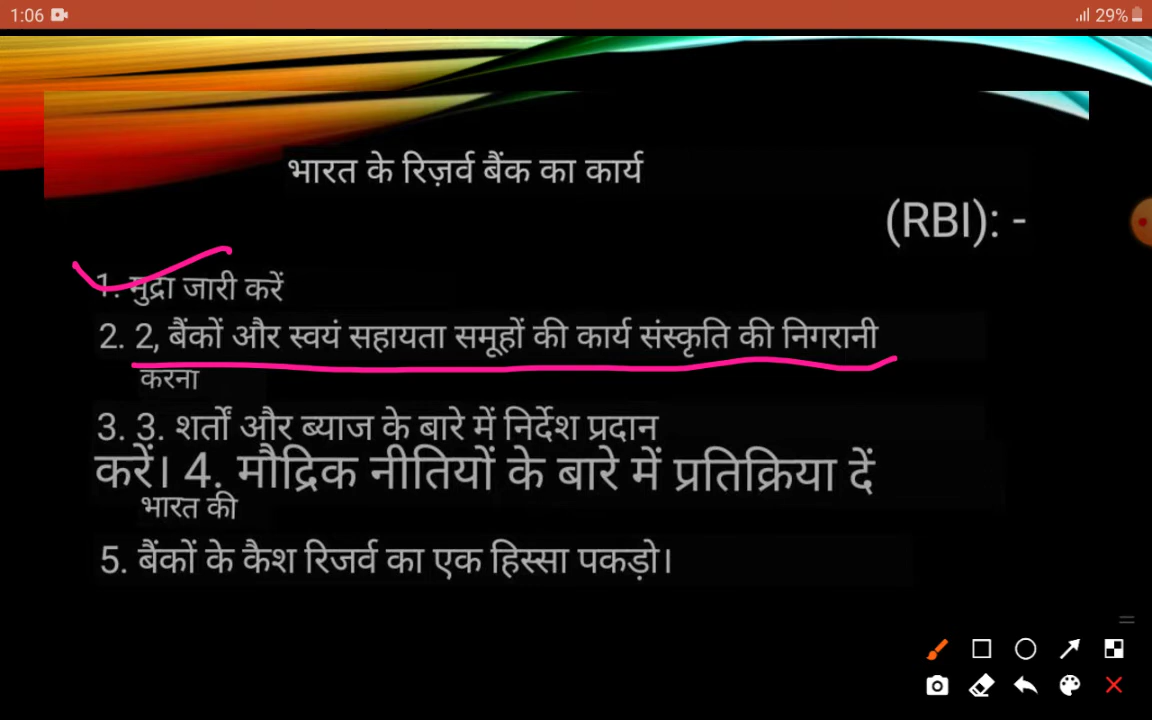 1:06
29%
भारत के रिज़र्व बैंक का कार्य
(RBI): -
1. मुद्रा जारी करें
2. 2, बैंकों और स्वयं सहायता समूहों की कार्य संस्कृति की निगरानी
करना
3. 3. शर्तों और ब्याज के बारे में निर्देश प्रदान
करें। 4. मौद्रिक नीतियों के बारे में प्रतिक्रिया दें
भारत की
5. बैंकों के कैश रिजर्व का एक हिस्सा पकड़ो।